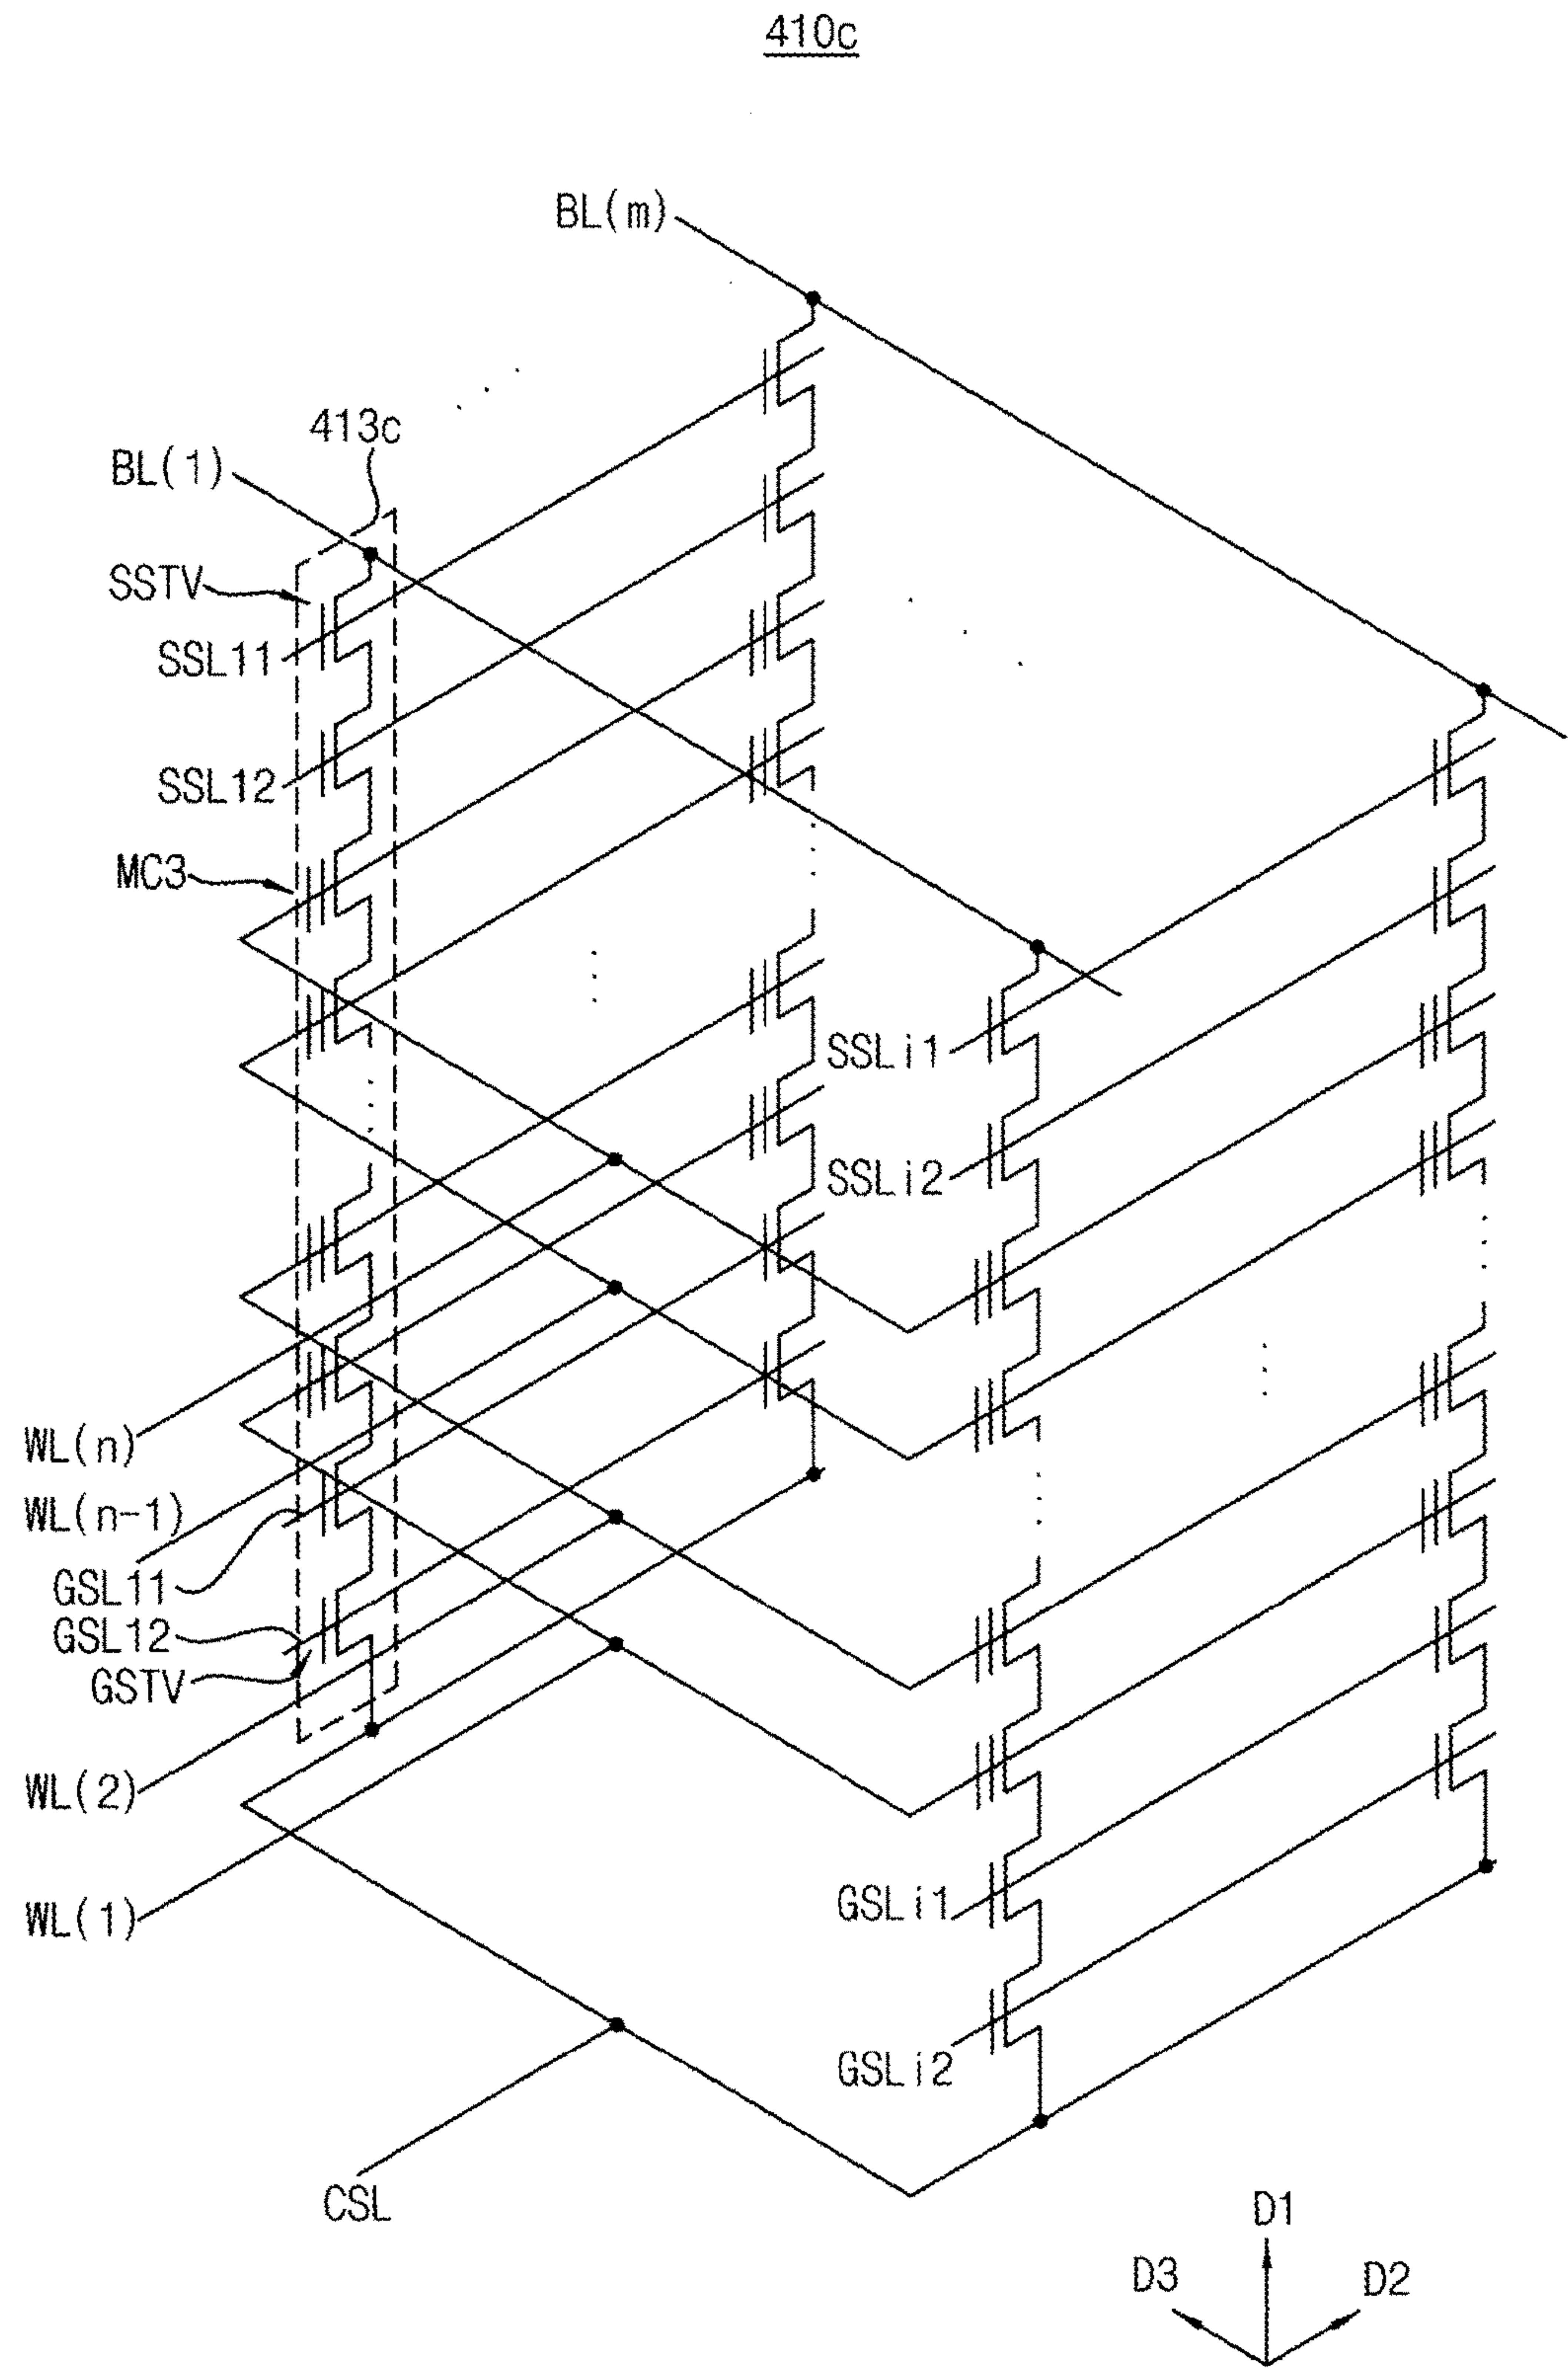 410c
BL(m)
413c
BL(1)
SSTV
SSL11
SSL12
MC3
SSLi1
SSLi2
WL(n)
WL(n-1)
GSL11
GSL12
GSTV
WL(2)
WL(1)
GSLi1
GSLi2
CSL
D1
D3
D2